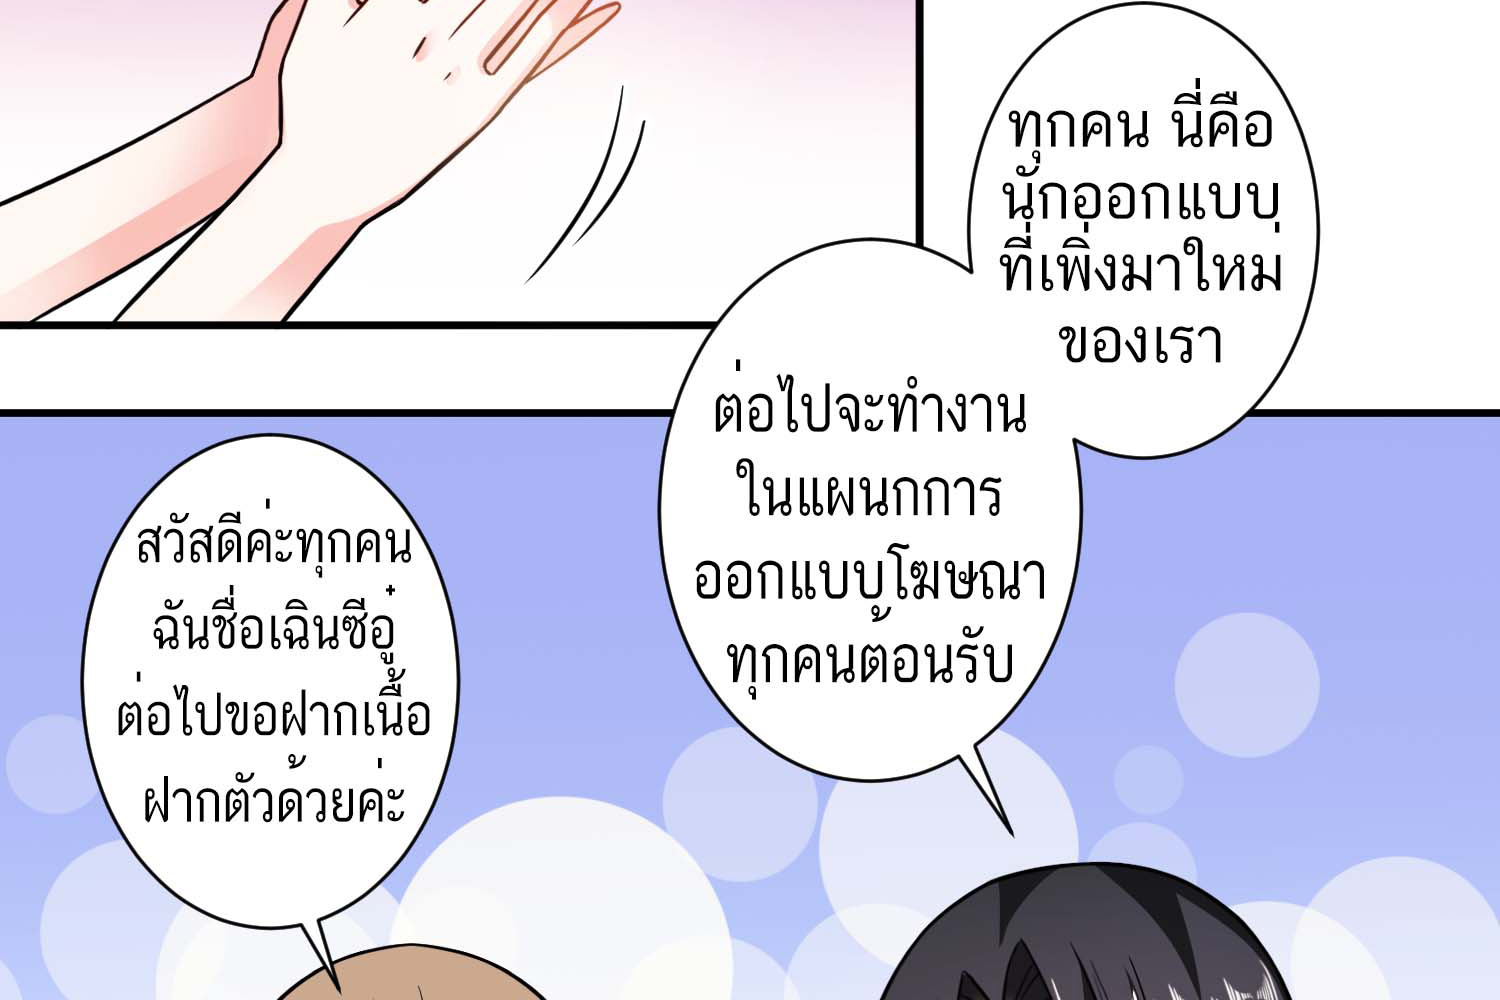 ทุกคน นี่คือ
นักออกแบบ
ที่เพิ่งมาใหม่
ของเรา
ต่อไปจะทำงาน
ในแผนกการ
ออกแบบโฆษณา
ทุกคนต้อนรับ
สวัสดีค่ะทุกคน
ฉันชื่อเฉินซีอู๋
ต่อไปขอฝากเนื้อ
ฝากตัวด้วยค่ะ